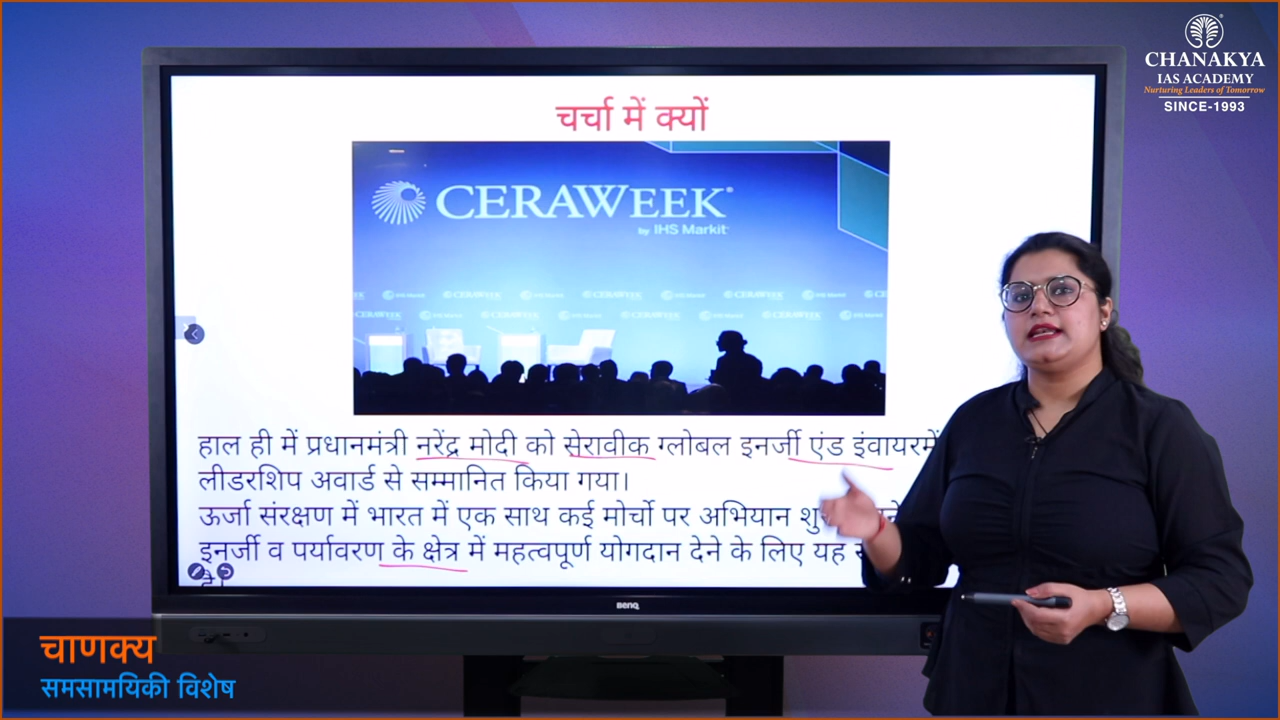 CHANAKYA
IAS ACADEMY
Nurturing Leaders of Tomorrow
SINCE-1993
चर्चा में क्यों
CERAWEEK
by IHS Markit
हाल ही में प्रधानमंत्री नरेंद्र मोदी को सेरावीक ग्लोबल इनर्जी एंड
लीडरशिप अवार्ड से सम्मानित किया गया।
ऊर्जा संरक्षण में भारत में एक साथ कई मोर्चो पर अभियान
इनर्जी व पर्यावरण के क्षेत्र में महत्वपूर्ण योगदान देने के लिए यह
BenQ
चाणक्य
समसामयिकी विशेष